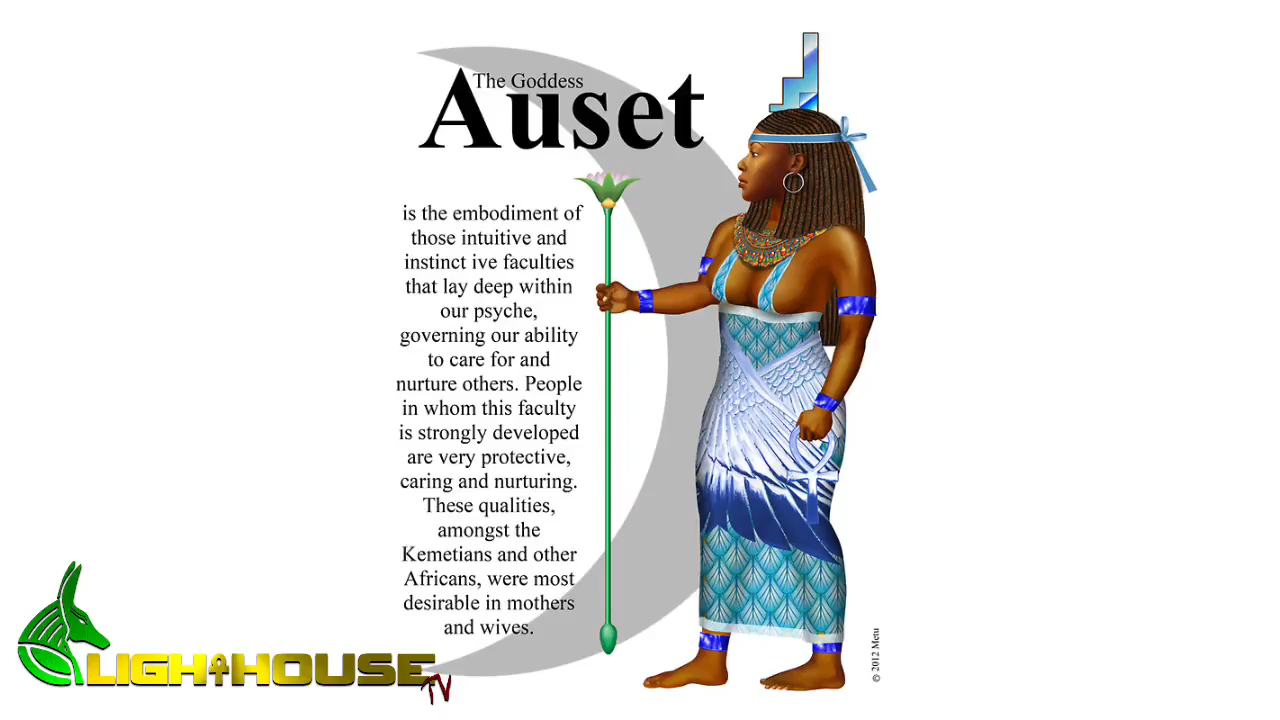 The Goddess
Auset
is the embodiment of
those intuitive and
instinct ive faculties
that lay deep within
our psyche,
governing our ability
to care for and
nurture others. People
in whom this faculty
is strongly developed
are very protective,
caring and nurturing.
These qualities,
amongst the
Kemetians and other
Africans, were most
desirable in mothers
and wives.
© 2012 Metu
LIGH☥HOUSE
TV